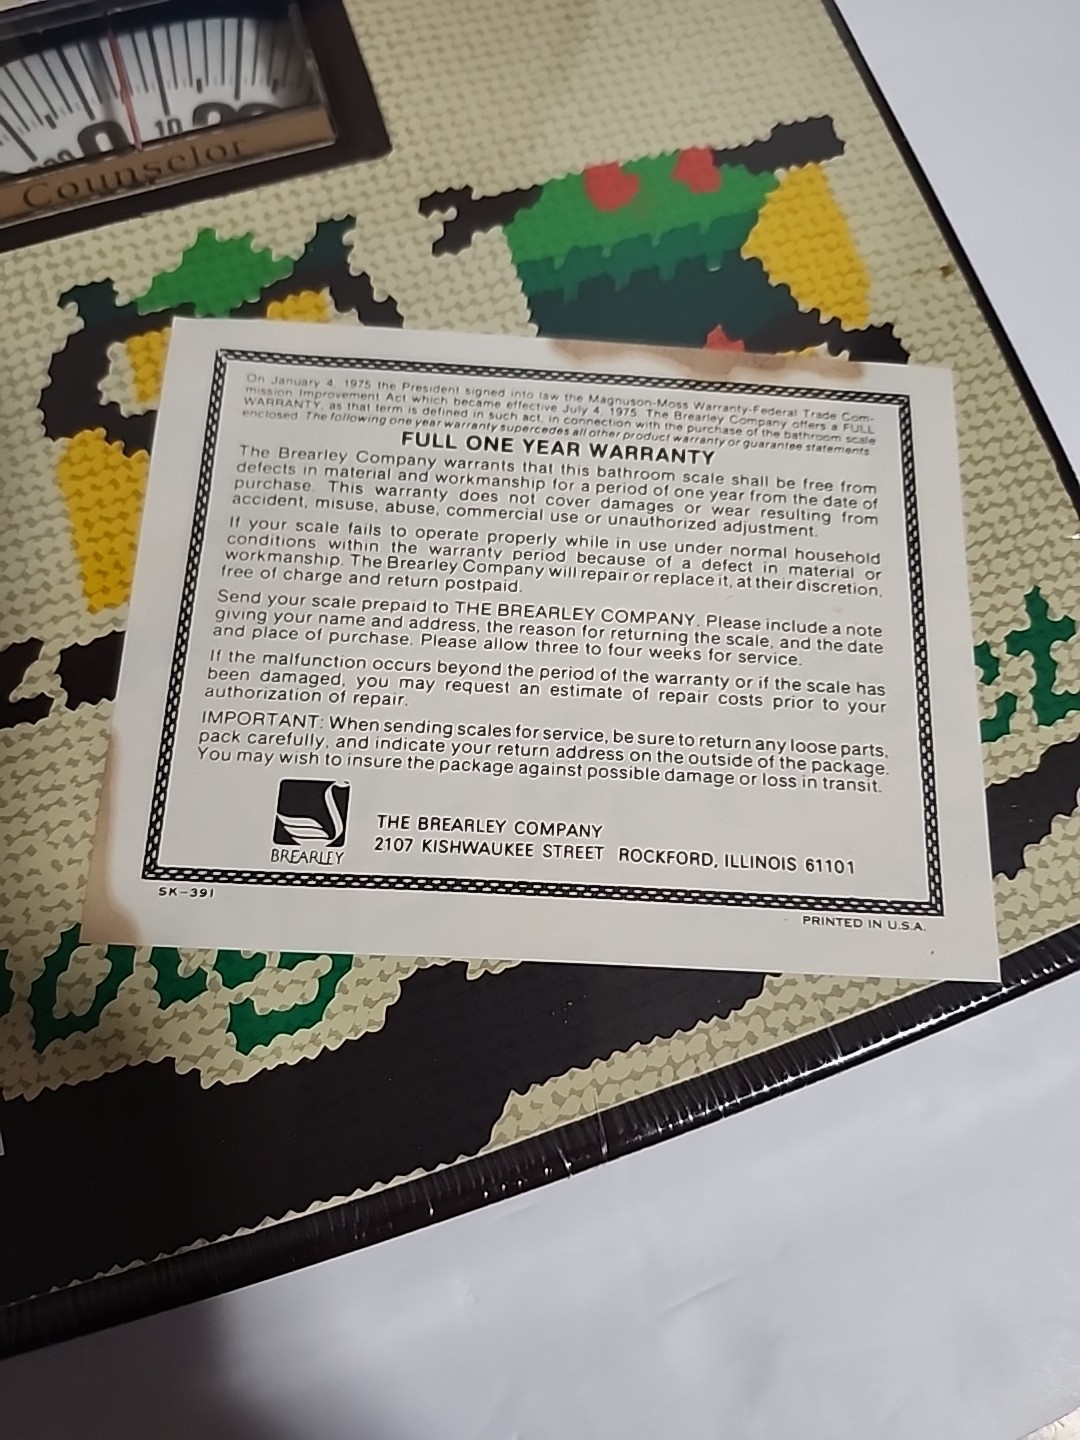 10
Counselor
On January 4, 1975 the President signed into law the Magnuson-Moss Warranty-Federal Trade Com-
mission Improvement Act which became effective July 4, 1975. The Brearley Company offers a FULL
WARRANTY, as that term is defined in such act, in connection with the purchase of the bathroom scale
enclosed. The following one year warranty supercedes all other product warranty or guarantee statements.
FULL ONE YEAR WARRANTY
The Brearley Company warrants that this bathroom scale shall be free from
defects in material and workmanship for a period of one year from the date of
purchase. This warranty does not cover damages or wear resulting from
accident, misuse, abuse, commercial use or unauthorized adjustment.
If your scale fails to operate properly while in use under normal household
conditions within the warranty period because of a defect in material or
workmanship. The Brearley Company will repair or replace it, at their discretion,
free of charge and return postpaid.
Send your scale prepaid to THE BREARLEY COMPANY. Please include a note
giving your name and address, the reason for returning the scale, and the date
and place of purchase. Please allow three to four weeks for service.
If the malfunction occurs beyond the period of the warranty or if the scale has
been damaged, you may request an estimate of repair costs prior to your
authorization of repair.
IMPORTANT: When sending scales for service, be sure to return any loose parts,
pack carefully, and indicate your return address on the outside of the package.
You may wish to insure the package against possible damage or loss in transit.
BREARLEY
THE BREARLEY COMPANY
2107 KISHWAUKEE STREET ROCKFORD, ILLINOIS 61101
SK-391
PRINTED IN U.S.A.